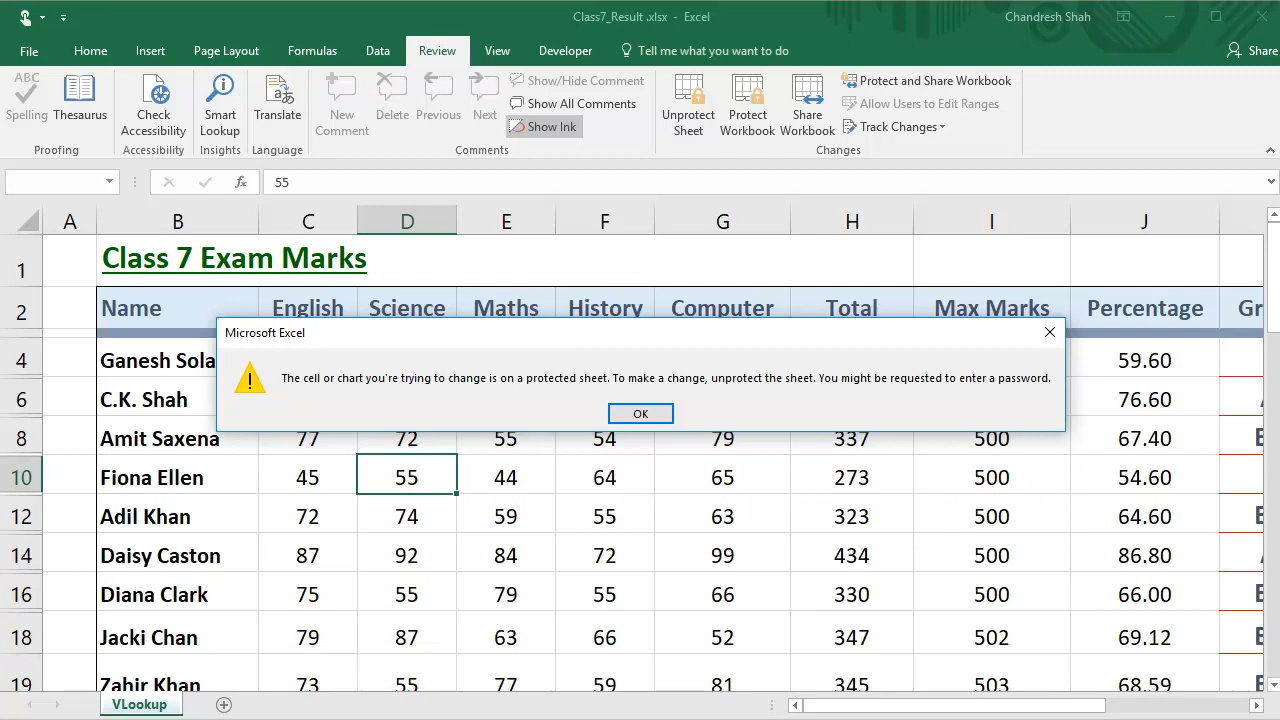 Class7_Result .xlsx - Excel
Chandresh Shah
File Home Insert Page Layout Formulas Data Review View Developer Tell me what you want to do Share
ABC
Spelling
Thesaurus
Proofing
Check Accessibility
Accessibility
Smart Lookup
Insights
Translate
Language
New Comment
Delete
Previous
Next
Show/Hide Comment
Show All Comments
Show Ink
Comments
Unprotect Sheet
Protect Workbook
Share Workbook
Protect and Share Workbook
Allow Users to Edit Ranges
Track Changes
Changes
fx 55
A B C D E F G H I J
1 Class 7 Exam Marks
2 Name English Science Maths History Computer Total Max Marks Percentage Gr
Microsoft Excel
The cell or chart you're trying to change is on a protected sheet. To make a change, unprotect the sheet. You might be requested to enter a password.
OK
4 Ganesh Sola 59.60
6 C.K. Shah 76.60
8 Amit Saxena 77 72 55 54 79 337 500 67.40
10 Fiona Ellen 45 55 44 64 65 273 500 54.60
12 Adil Khan 72 74 59 55 63 323 500 64.60
14 Daisy Caston 87 92 84 72 99 434 500 86.80
16 Diana Clark 75 55 79 55 66 330 500 66.00
18 Jacki Chan 79 87 63 66 52 347 502 69.12
19 Zahir Khan 73 55 77 59 81 345 503 68.59
VLookup